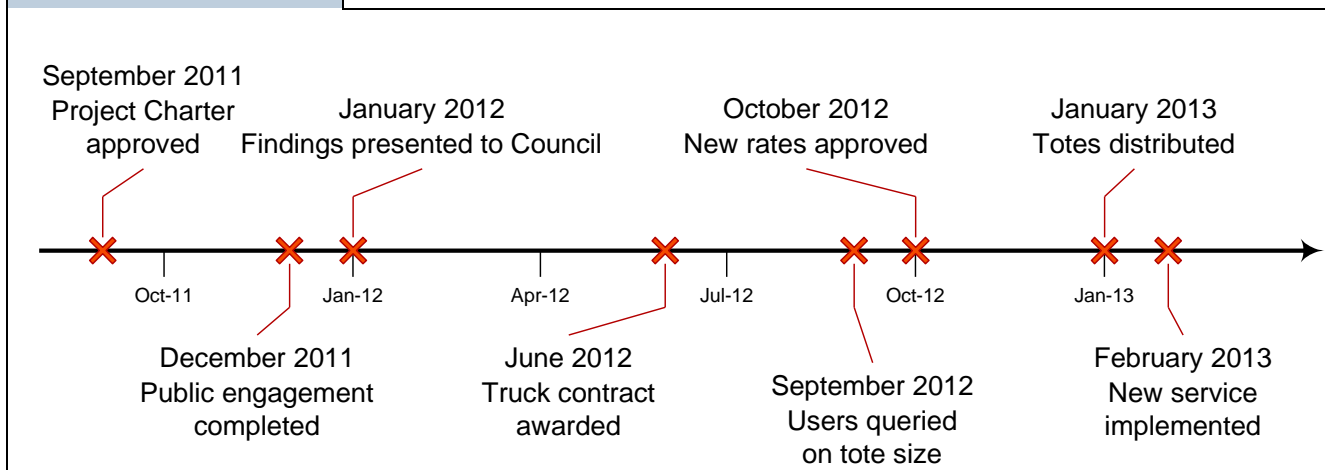 September 2011
Project Charter
approved
January 2012
Findings presented to Council
October 2012
New rates approved
January 2013
Totes distributed
Oct-11
Jan-12
Apr-12
Jul-12
Oct-12
Jan-13
December 2011
Public engagement
completed
June 2012
Truck contract
awarded
September 2012
Users queried
on tote size
February 2013
New service
implemented